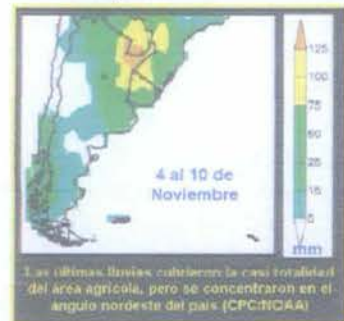 125
100
75
50
25
15
5
mm
4 al 10 de
Noviembre
Las últimas lluvias cubrieron la casi totalidad
del área agrícola, pero se concentraron en el
ángulo nordeste del país (CPC:NOAA)